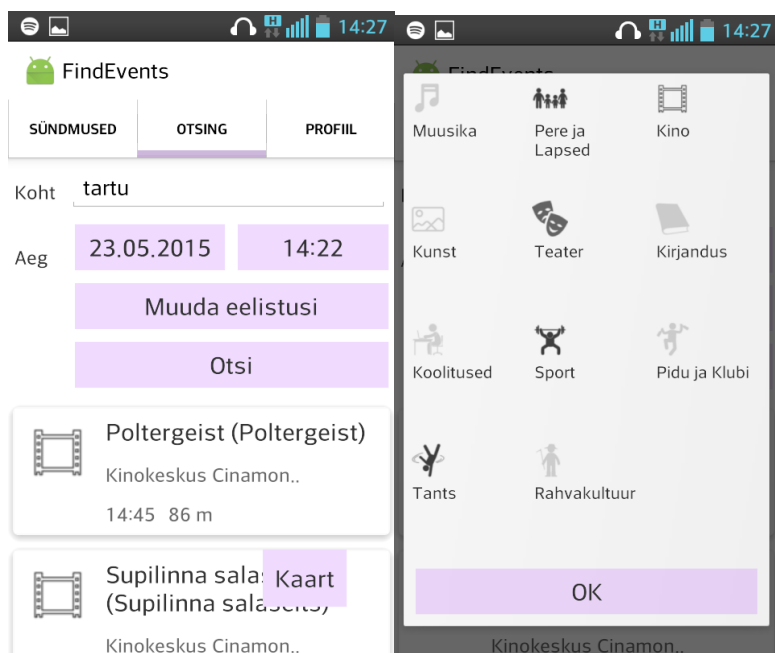 H 14:27
FindEvents
SÜNDMUSED OTSING PROFIIL
Koht tartu
Aeg 23.05.2015 14:22
Muuda eelistusi
Otsi
Poltergeist (Poltergeist)
Kinokeskus Cinamon..
14:45 86 m
Supilinna salaselts
(Supilinna salaselts)
Kaart
Kinokeskus Cinamon..
H 14:27
FindEvents
Muusika
Pere ja
Lapsed
Kino
Kunst
Teater
Kirjandus
Koolitused
Sport
Pidu ja Klubi
Tants
Rahvakultuur
OK
Kinokeskus Cinamon..